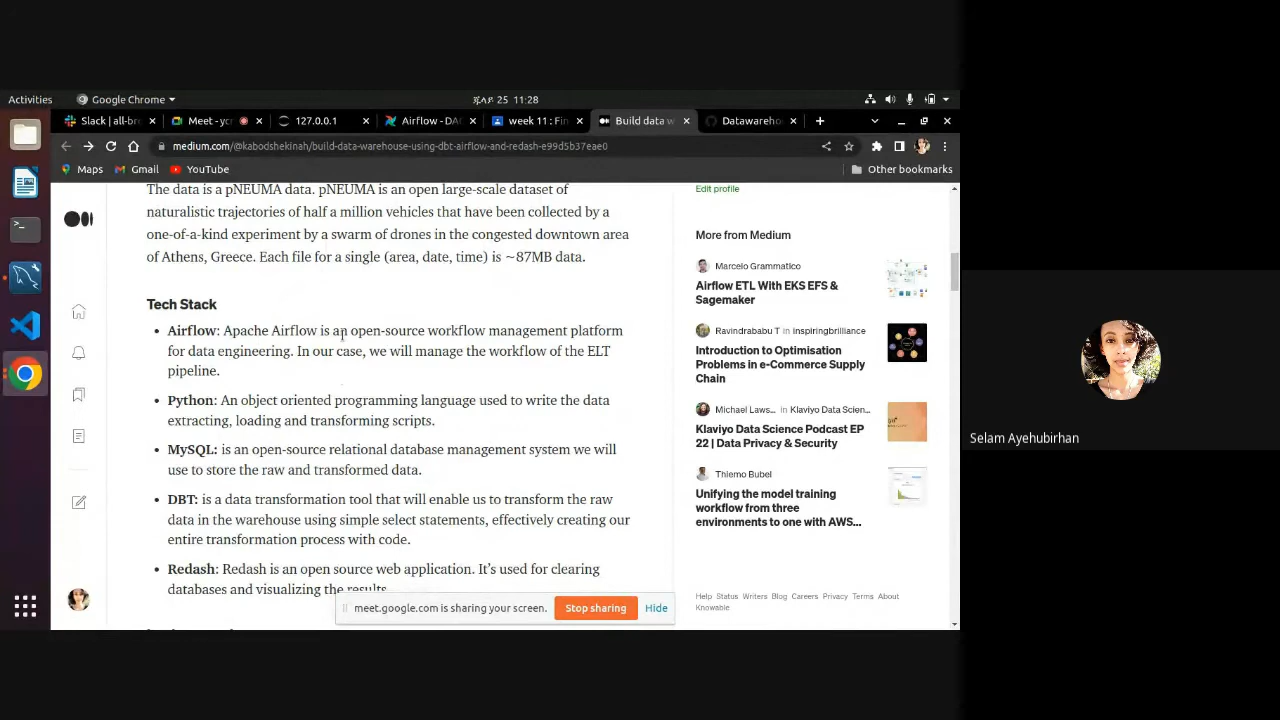 Activities
Google Chrome
ሯእዶ 25 11:28
Slack | all-br
Meet - ycr
127.0.0.1
Airflow - DA
week 11 : Fin
Build data w
Datawareho
medium.com/@kabodshekinah/build-data-warehouse-using-dbt-airflow-and-redash-e99d5b37eae0
Maps
Gmail
YouTube
Other bookmarks
The data is a pNEUMA data. pNEUMA is an open large-scale dataset of
naturalistic trajectories of half a million vehicles that have been collected by a
one-of-a-kind experiment by a swarm of drones in the congested downtown area
of Athens, Greece. Each file for a single (area, date, time) is ~87MB data.
Tech Stack
• Airflow: Apache Airflow is an open-source workflow management platform
for data engineering. In our case, we will manage the workflow of the ELT
pipeline.
• Python: An object oriented programming language used to write the data
extracting, loading and transforming scripts.
• MySQL: is an open-source relational database management system we will
use to store the raw and transformed data.
• DBT: is a data transformation tool that will enable us to transform the raw
data in the warehouse using simple select statements, effectively creating our
entire transformation process with code.
• Redash: Redash is an open source web application. It's used for clearing
databases and visualizing the results.
Edit profile
More from Medium
Marcelo Grammatico
Airflow ETL With EKS EFS &
Sagemaker
Ravindrababu T in inspiringbrilliance
Introduction to Optimisation
Problems in e-Commerce Supply
Chain
Michael Laws... in Klaviyo Data Scien...
Klaviyo Data Science Podcast EP
22 | Data Privacy & Security
Thiemo Bubel
Unifying the model training
workflow from three
environments to one with AWS...
Help Status Writers Blog Careers Privacy Terms About
Knowable
meet.google.com is sharing your screen.
Stop sharing
Hide
Selam Ayehubirhan